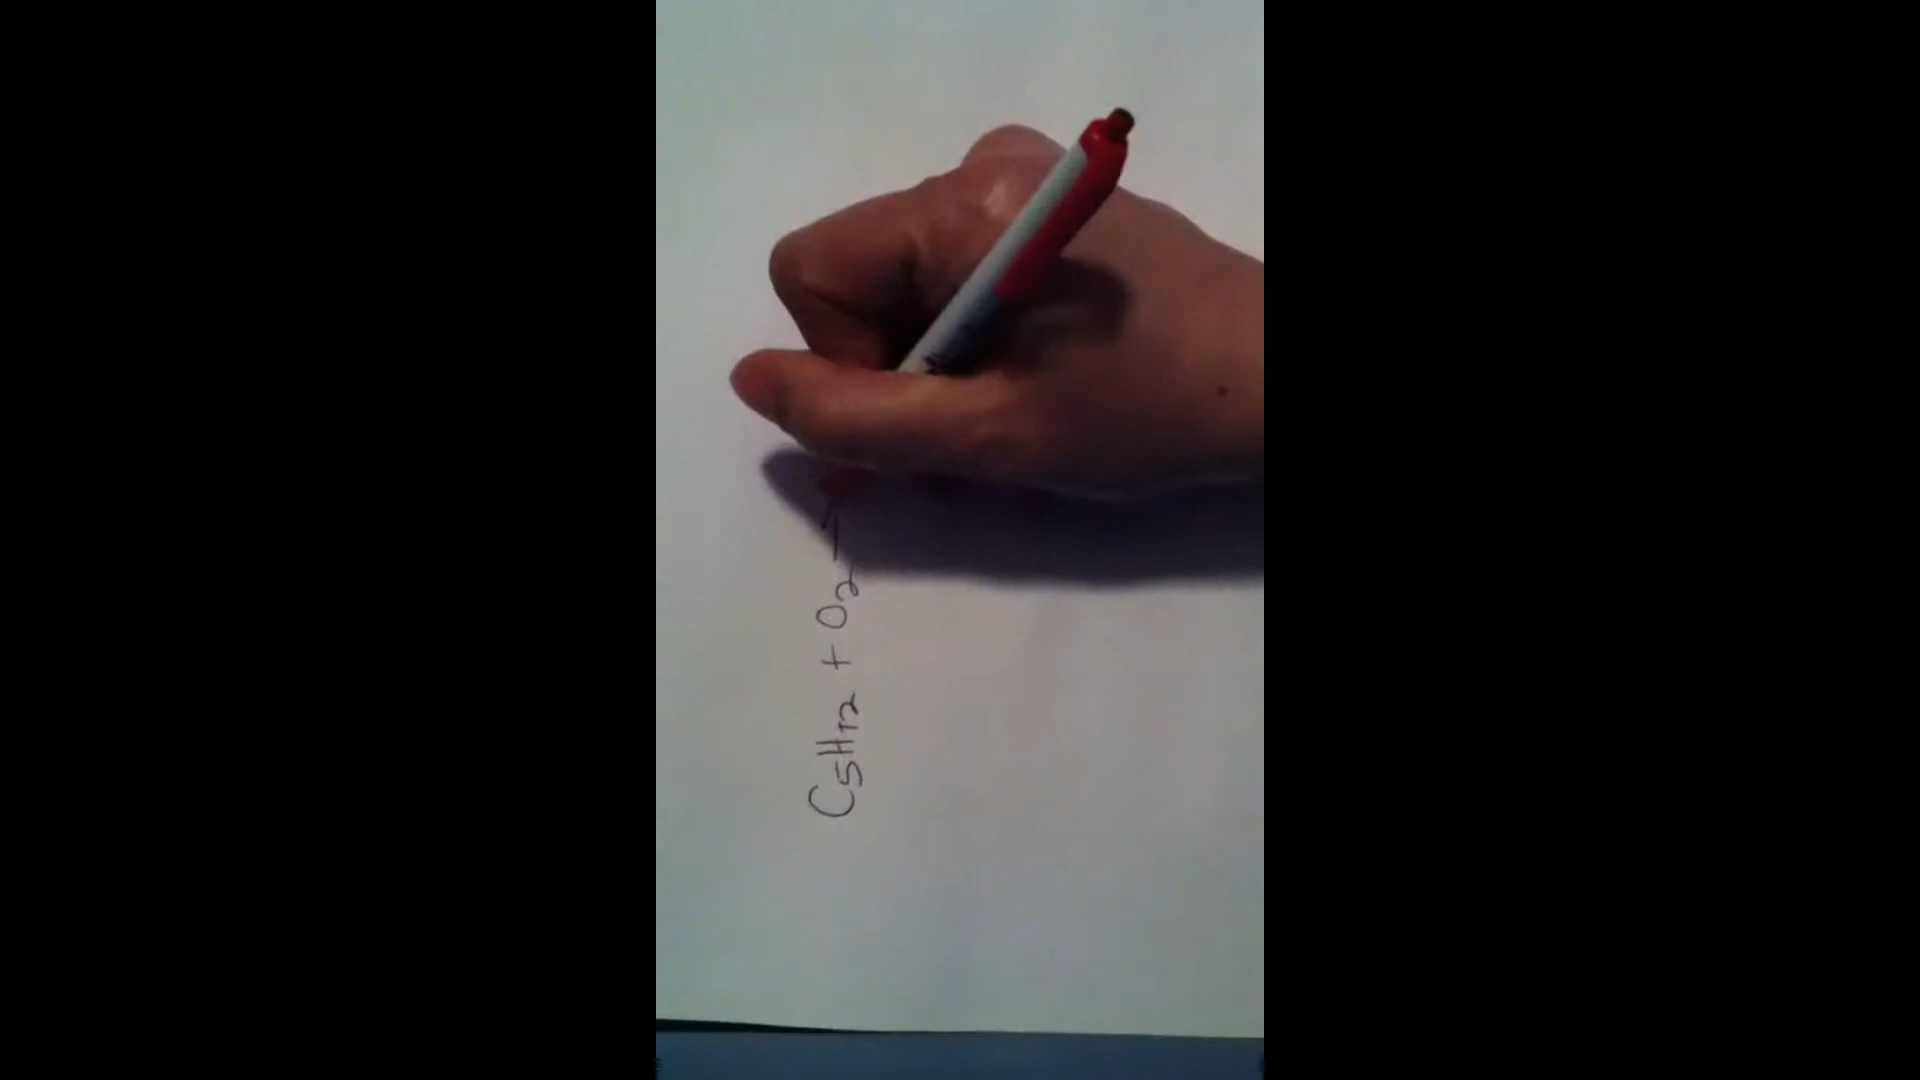 C₅H₁₂ + O₂ →